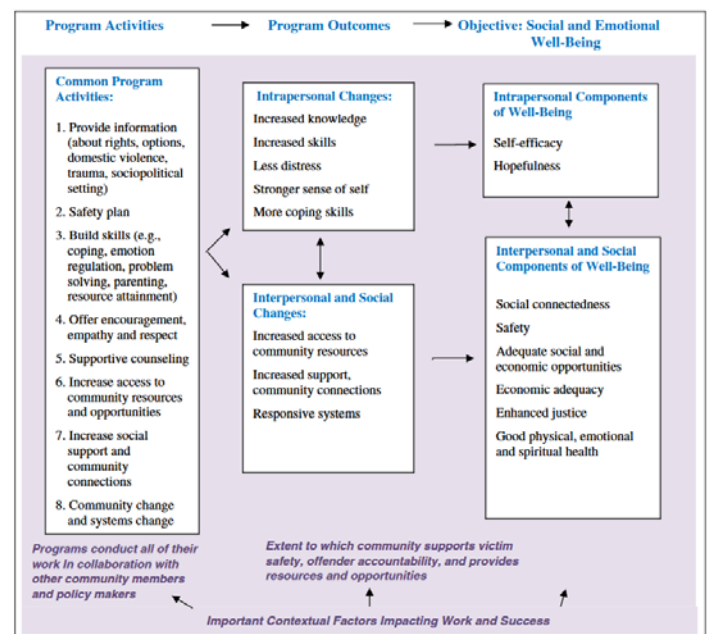 Program Activities
Program Outcomes
Objective: Social and Emotional
Well-Being
Common Program
Activities:
1. Provide information
(about rights, options,
domestic violence,
trauma, sociopolitical
setting)
2. Safety plan
3. Build skills (e.g.,
coping, emotion
regulation, problem
solving, parenting,
resource attainment)
4. Offer encouragement,
empathy and respect
5. Supportive counseling
6. Increase access to
community resources
and opportunities
7. Increase social
support and
community
connections
8. Community change
and systems change
Intrapersonal Changes:
Increased knowledge
Increased skills
Less distress
Stronger sense of self
More coping skills
Interpersonal and Social
Changes:
Increased access to
community resources
Increased support,
community connections
Responsive systems
Intrapersonal Components
of Well-Being
Self-efficacy
Hopefulness
Interpersonal and Social
Components of Well-Being
Social connectedness
Safety
Adequate social and
economic opportunities
Economic adequacy
Enhanced justice
Good physical, emotional
and spiritual health
Programs conduct all of their
work in collaboration with
other community members
and policy makers
Extent to which community supports victim
safety, offender accountability, and provides
resources and opportunities
Important Contextual Factors Impacting Work and Success